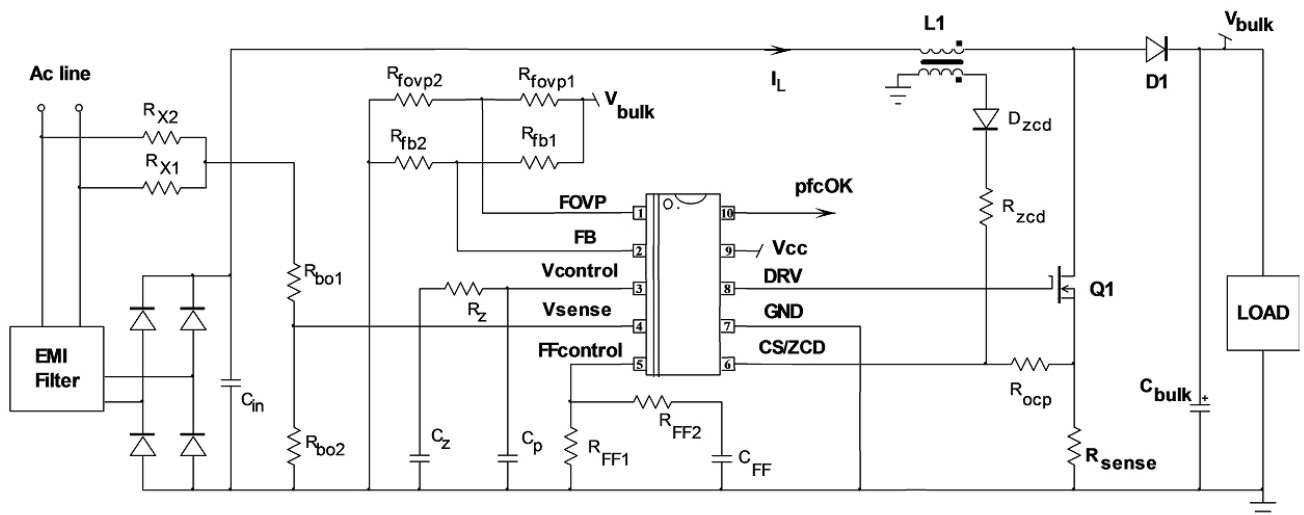 L1
V bulk
Ac line
I L
D1
R fovp2
R fovp1
V bulk
R X2
R fb2
R fb1
D zcd
R X1
pfcOK
FOVP
1
10
R zcd
FB
2
9
Vcc
Vcontrol
3
8
DRV
Q1
R bo1
R z
Vsense
4
7
GND
LOAD
EMI
Filter
FFcontrol
5
6
CS/ZCD
C in
R ocp
C bulk
+
R FF2
R bo2
C z
C p
R FF1
C FF
R sense